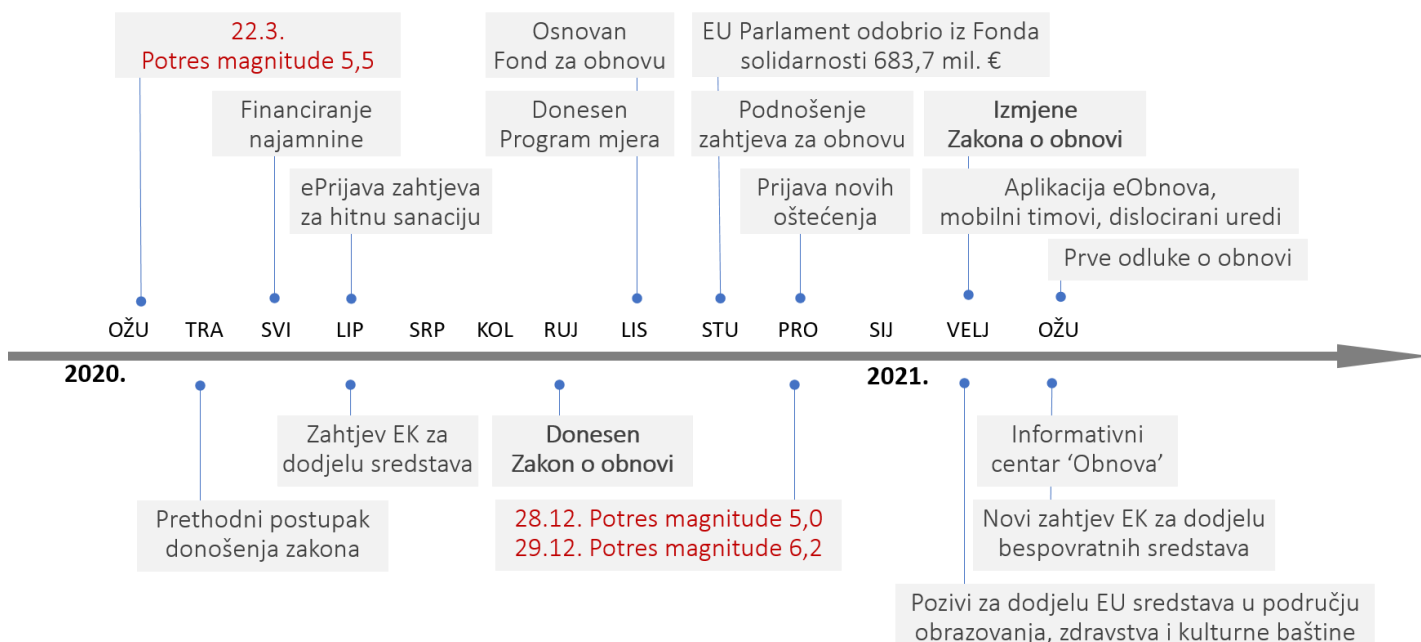 22.3.
Potres magnitude 5,5
Osnovan
Fond za obnovu
EU Parlament odobrio iz Fonda
solidarnosti 683,7 mil. €
Financiranje
najamnine
Donesen
Program mjera
Podnošenje
zahtjeva za obnovu
Izmjene
Zakona o obnovi
ePrijava zahtjeva
za hitnu sanaciju
Prijava novih
oštećenja
Aplikacija eObnova,
mobilni timovi, dislocirani uredi
Prve odluke o obnovi
OŽU TRA SVI LIP SRP KOL RUJ LIS STU PRO SIJ VELJ OŽU
2020. 2021.
Zahtjev EK za
dodjelu sredstava
Donesen
Zakon o obnovi
Informativni
centar ‘Obnova’
Prethodni postupak
donošenja zakona
28.12. Potres magnitude 5,0
29.12. Potres magnitude 6,2
Novi zahtjev EK za dodjelu
bespovratnih sredstava
Pozivi za dodjelu EU sredstava u području
obrazovanja, zdravstva i kulturne baštine